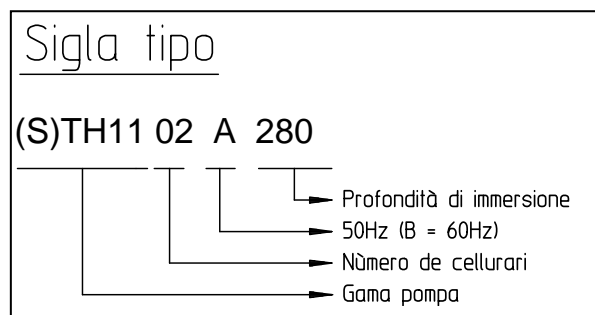 Sigla tipo
(S)TH11 02 A 280
Profondità di immersione
50Hz (B = 60Hz)
Nùmero de cellurari
Gama pompa